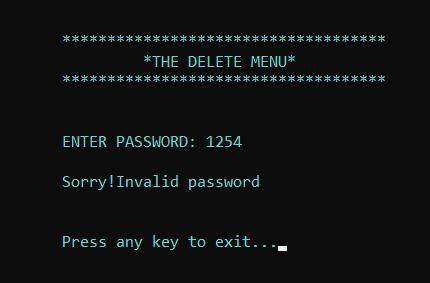 ************************************
*THE DELETE MENU*
************************************
ENTER PASSWORD: 1254
Sorry!Invalid password
Press any key to exit...